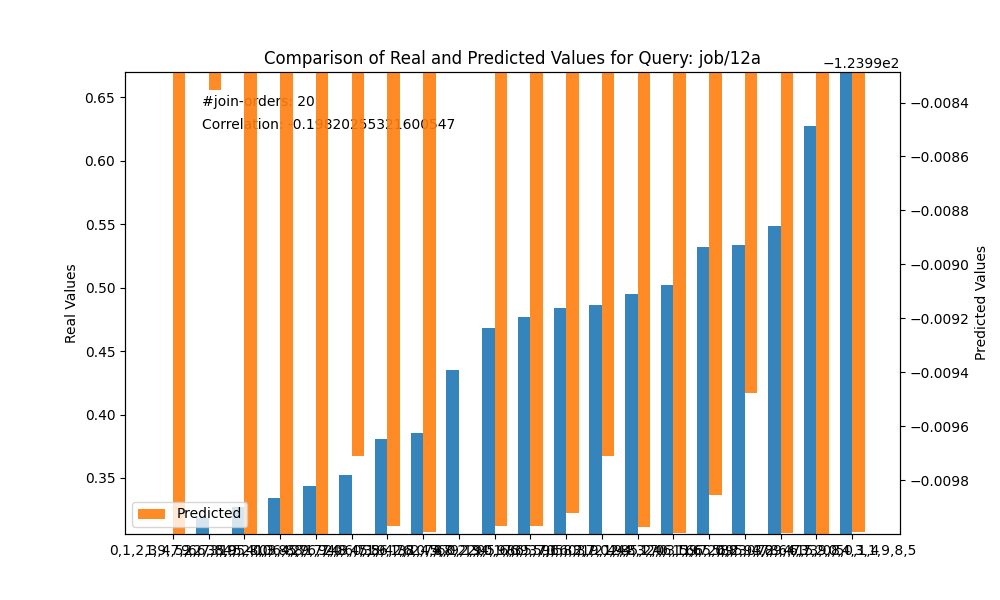 Comparison of Real and Predicted Values for Query: job/12a
−1.2399e2
#join-orders: 20
Correlation: -0.19820255321600547
Real Values
0.65
0.60
0.55
0.50
0.45
0.40
0.35
Predicted Values
−0.0084
−0.0086
−0.0088
−0.0090
−0.0092
−0.0094
−0.0096
−0.0098
Predicted